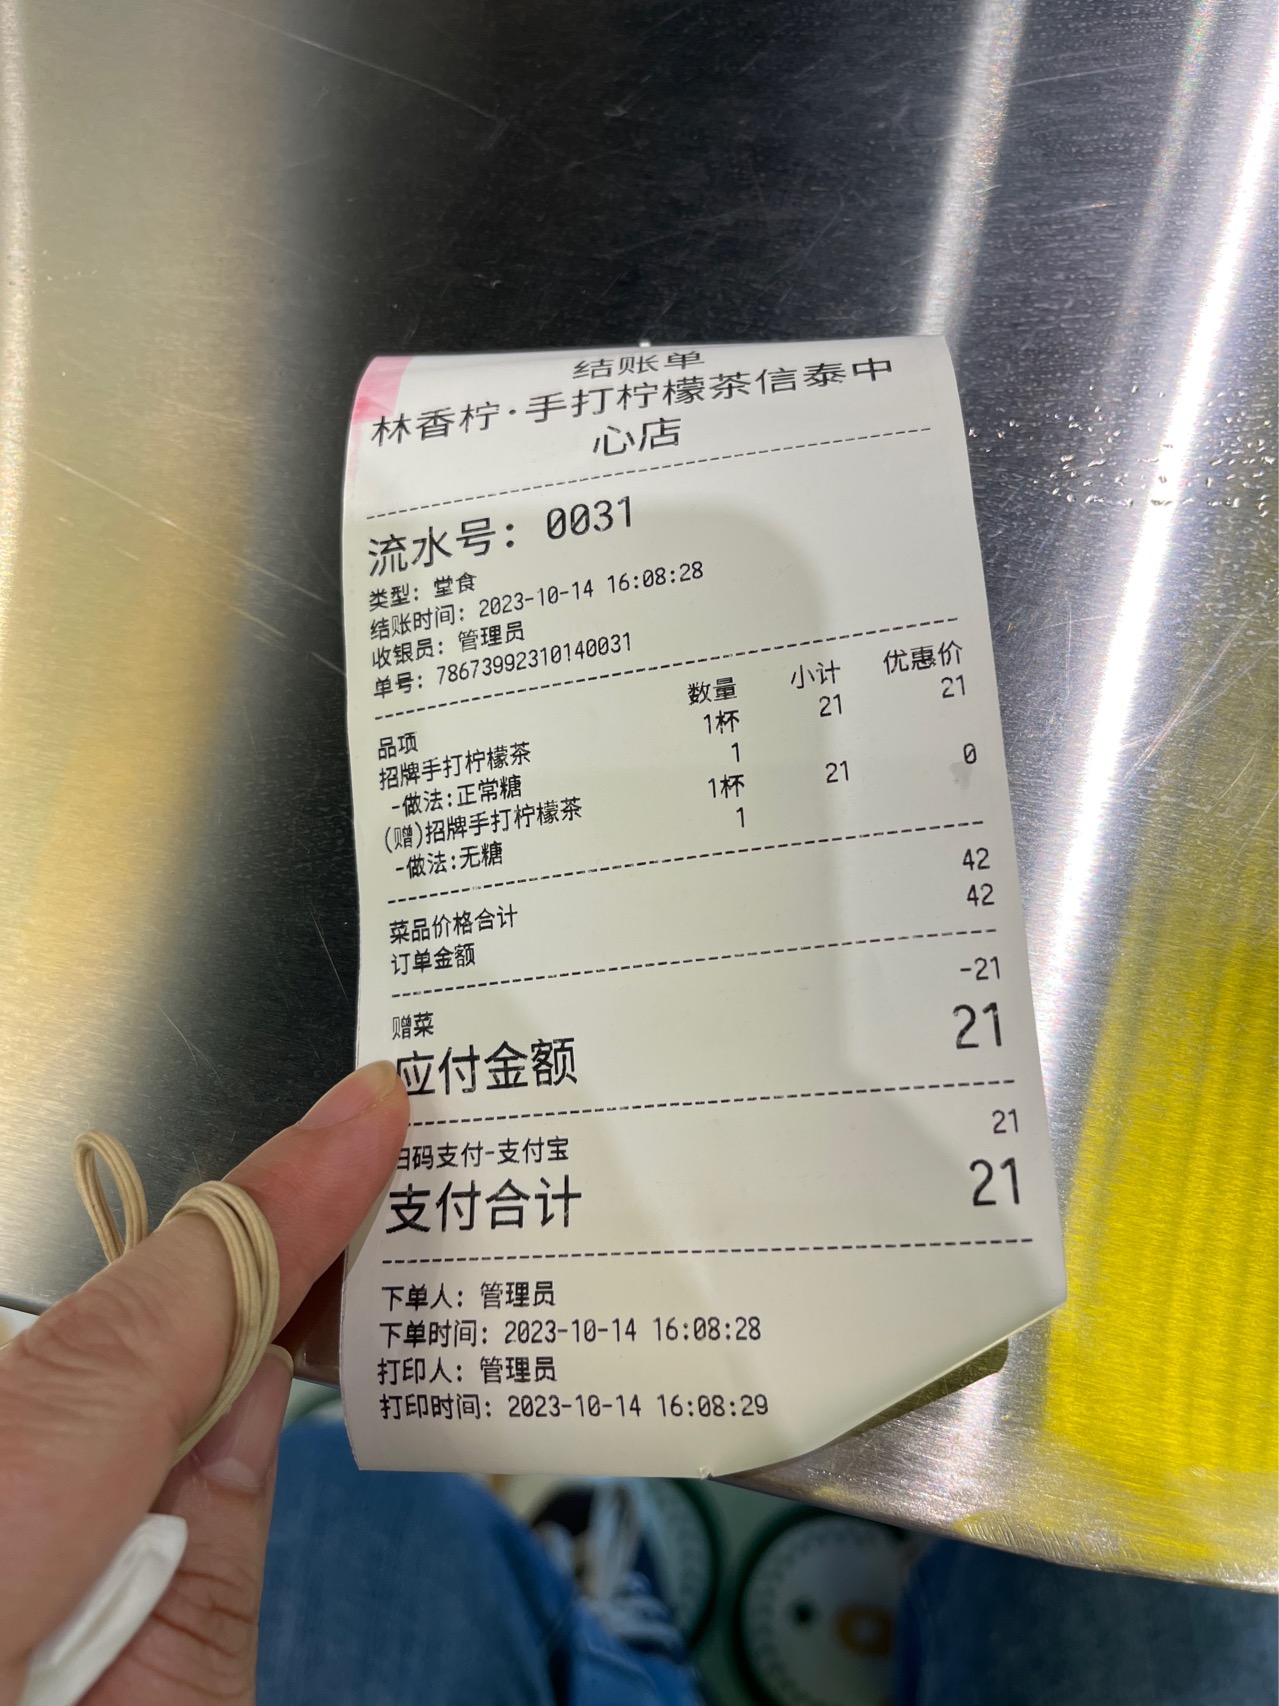 结账单
林香柠·手打柠檬茶信泰中
心店
流水号：0031
类型：堂食
结账时间：2023-10-14 16:08:28
收银员：管理员
单号：78673992310140031
品项 数量 小计 优惠价
招牌手打柠檬茶 1杯 21 21
-做法:正常糖 1
(赠)招牌手打柠檬茶 1杯 21 0
-做法:无糖 1
菜品价格合计 42
订单金额 42
赠菜 -21
应付金额 21
扫码支付-支付宝 21
支付合计 21
下单人：管理员
下单时间：2023-10-14 16:08:28
打印人：管理员
打印时间：2023-10-14 16:08:29